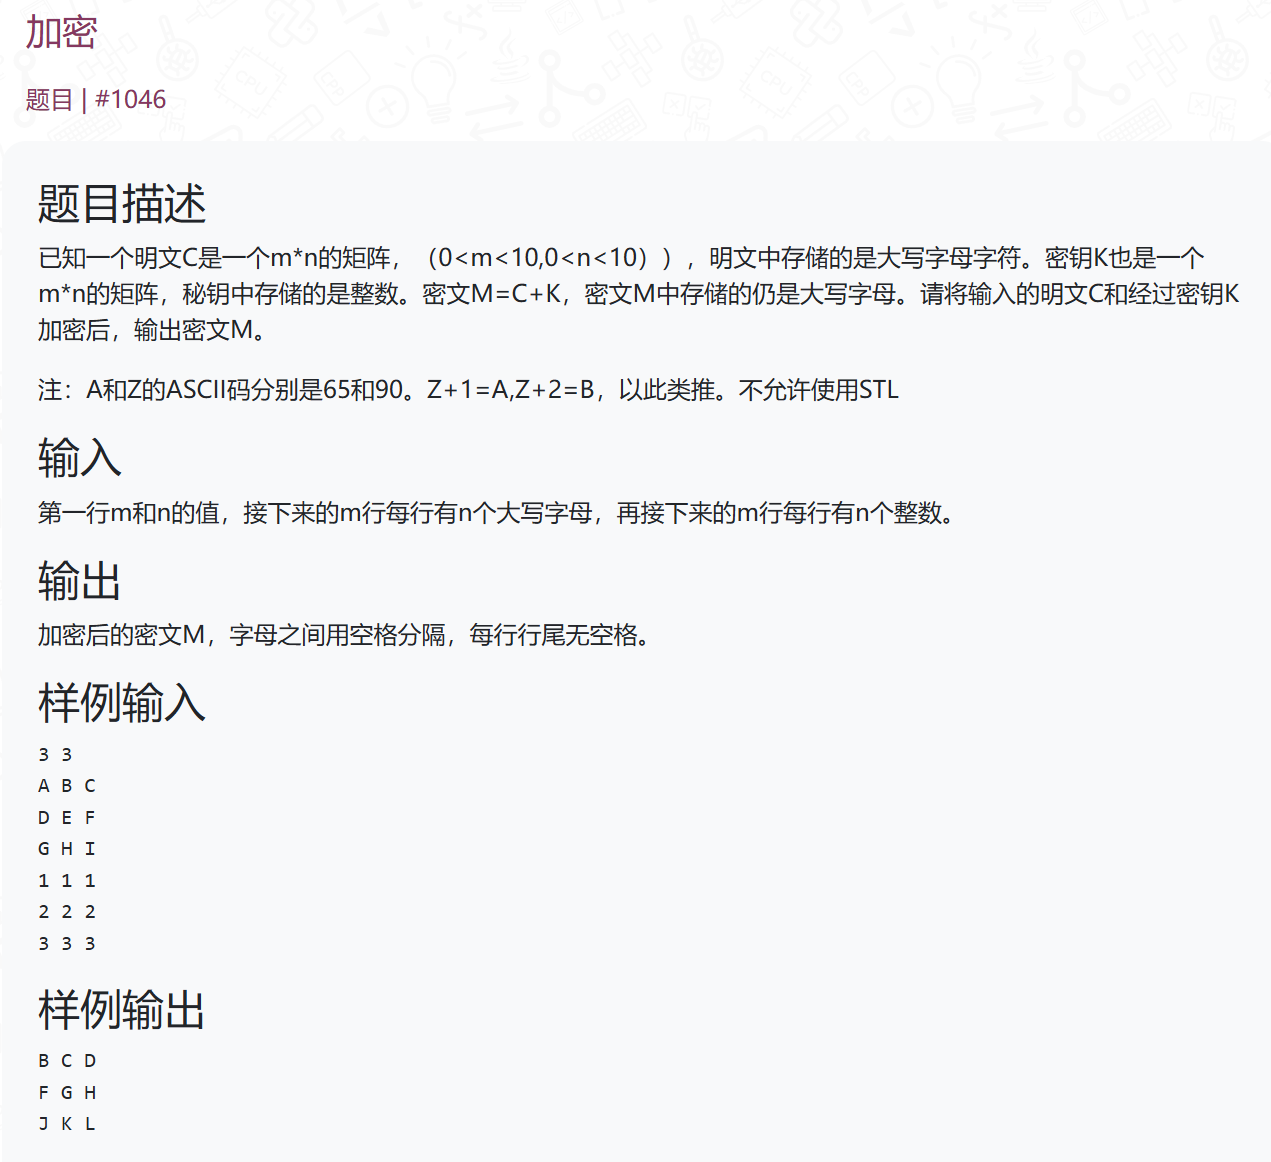 加密
题目 | #1046
题目描述
已知一个明文C是一个m*n的矩阵，（0<m<10,0<n<10）），明文中存储的是大写字母字符。密钥K也是一个
m*n的矩阵，秘钥中存储的是整数。密文M=C+K，密文M中存储的仍是大写字母。请将输入的明文C和经过密钥K
加密后，输出密文M。
注：A和Z的ASCII码分别是65和90。Z+1=A,Z+2=B，以此类推。不允许使用STL
输入
第一行m和n的值，接下来的m行每行有n个大写字母，再接下来的m行每行有n个整数。
输出
加密后的密文M，字母之间用空格分隔，每行行尾无空格。
样例输入
3 3
A B C
D E F
G H I
1 1 1
2 2 2
3 3 3
样例输出
B C D
F G H
J K L